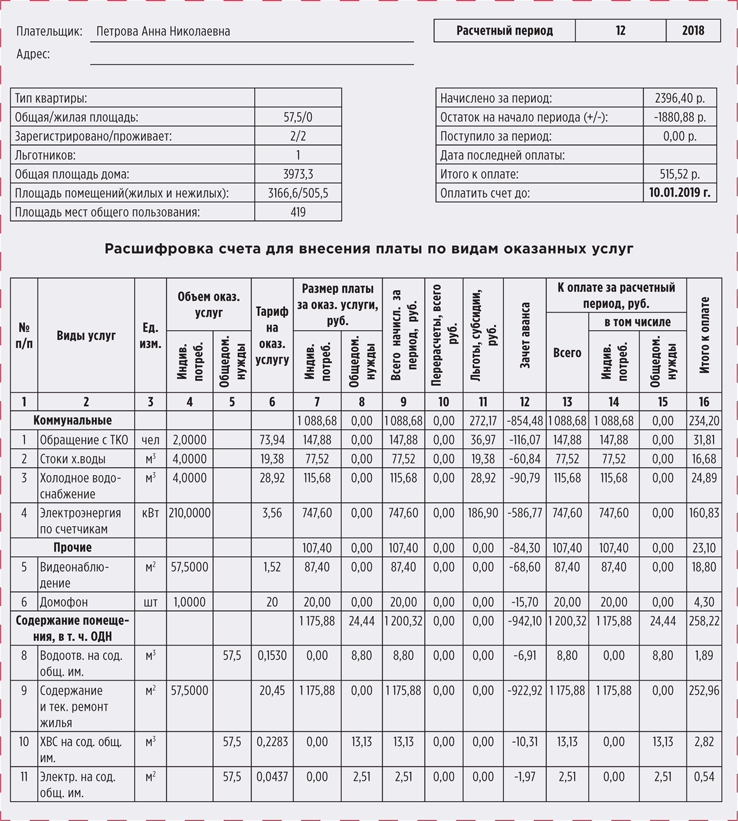 Плательщик: Петрова Анна Николаевна
Адрес:
Расчетный период 12 2018
Тип квартиры:
Общая/жилая площадь: 57,5/0
Зарегистрировано/проживает: 2/2
Льготников: 1
Общая площадь дома: 3973,3
Площадь помещений(жилых и нежилых): 3166,6/505,5
Площадь мест общего пользования: 419
Начислено за период: 2396,40 р.
Остаток на начало периода (+/-): -1880,88 р.
Поступило за период: 0,00 р.
Дата последней оплаты:
Итого к оплате: 515,52 р.
Оплатить счет до: 10.01.2019 г.
Расшифровка счета для внесения платы по видам оказанных услуг
№ п/п
Виды услуг
Ед. изм.
Объем оказ. услуг
Индив. потреб.
Общедом. нужды
Тариф на оказ. услугу
Размер платы за оказ. услуги, руб.
Индив. потреб.
Общедом. нужды
Всего начисл. за период, руб.
Перерасчеты, всего руб.
Льготы, субсидии, руб.
Зачет аванса
К оплате за расчетный период, руб.
Всего
в том числе
Индив. потреб.
Общедом. нужды
Итого к оплате
1 2 3 4 5 6 7 8 9 10 11 12 13 14 15 16
Коммунальные 1 088,68 0,00 1 088,68 0,00 272,17 -854,48 1 088,68 1 088,68 0,00 234,20
1 Обращение с ТКО чел 2,0000 73,94 147,88 0,00 147,88 0,00 36,97 -116,07 147,88 147,88 0,00 31,81
2 Стоки х.воды м³ 4,0000 19,38 77,52 0,00 77,52 0,00 19,38 -60,84 77,52 77,52 0,00 16,68
3 Холодное водо- м³ 4,0000 28,92 115,68 0,00 115,68 0,00 28,92 -90,79 115,68 115,68 0,00 24,89
снабжение
4 Электроэнергия кВт 210,0000 3,56 747,60 0,00 747,60 0,00 186,90 -586,77 747,60 747,60 0,00 160,83
по счетчикам
Прочие 107,40 0,00 107,40 0,00 0,00 -84,30 107,40 107,40 0,00 23,10
5 Видеонаблю- м² 57,5000 1,52 87,40 0,00 87,40 0,00 0,00 -68,60 87,40 87,40 0,00 18,80
дение
6 Домофон шт 1,0000 20 20,00 0,00 20,00 0,00 0,00 -15,70 20,00 20,00 0,00 4,30
Содержание помеще- 1 175,88 24,44 1 200,32 0,00 0,00 -942,10 1 200,32 1 175,88 24,44 258,22
ния, в т. ч. ОДН
8 Водоотв. на сод. м³ 57,5 0,1530 0,00 8,80 8,80 0,00 0,00 -6,91 8,80 0,00 8,80 1,89
общ. им.
9 Содержание м² 57,5000 20,45 1 175,88 0,00 1 175,88 0,00 0,00 -922,92 1 175,88 1 175,88 0,00 252,96
и тек. ремонт
жилья
10 ХВС на сод. общ. м³ 57,5 0,2283 0,00 13,13 13,13 0,00 0,00 -10,31 13,13 0,00 13,13 2,82
им.
11 Электр. на сод. м² 57,5 0,0437 0,00 2,51 2,51 0,00 0,00 -1,97 2,51 0,00 2,51 0,54
общ. им.